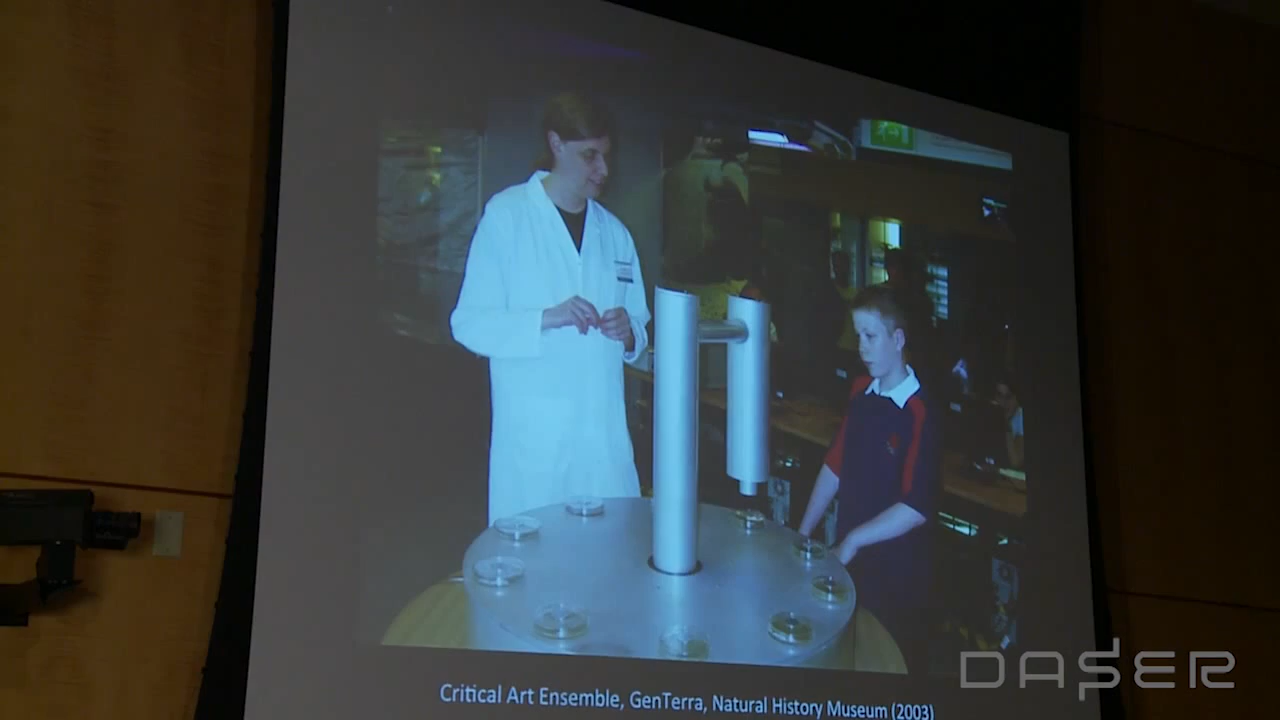 Critical Art Ensemble, GenTerra, Natural History Museum (2003)
DASER